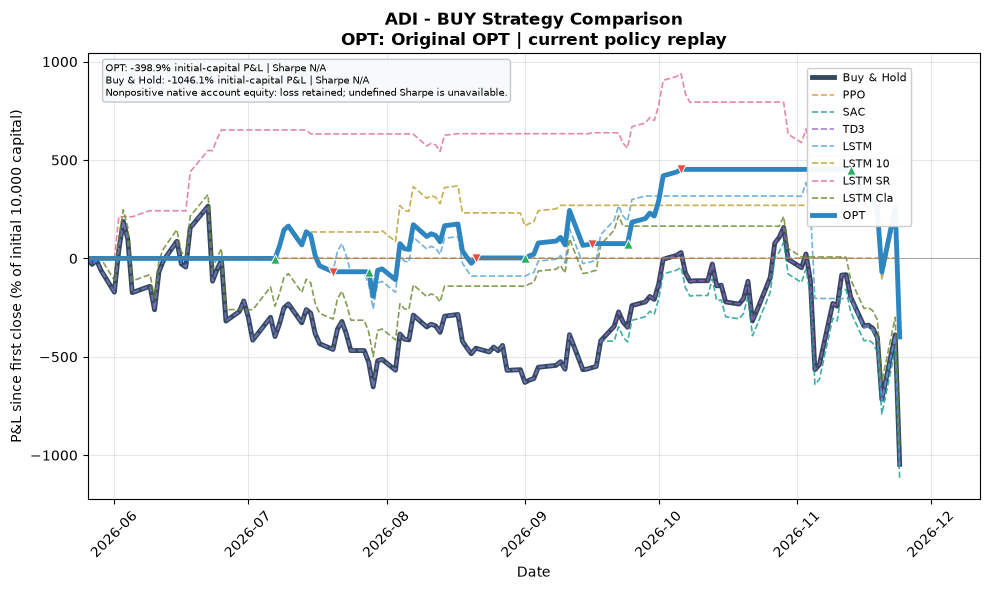 ADI - BUY Strategy Comparison
OPT: Original OPT | current policy replay
OPT: -398.9% initial-capital P&L | Sharpe N/A
Buy & Hold: -1046.1% initial-capital P&L | Sharpe N/A
Nonpositive native account equity: loss retained; undefined Sharpe is unavailable.
Buy & Hold
PPO
SAC
TD3
LSTM
LSTM 10
LSTM SR
LSTM Cla
OPT
P&L since first close (% of initial 10,000 capital)
1000
500
0
−500
−1000
2026-06
2026-07
2026-08
2026-09
2026-10
2026-11
2026-12
Date